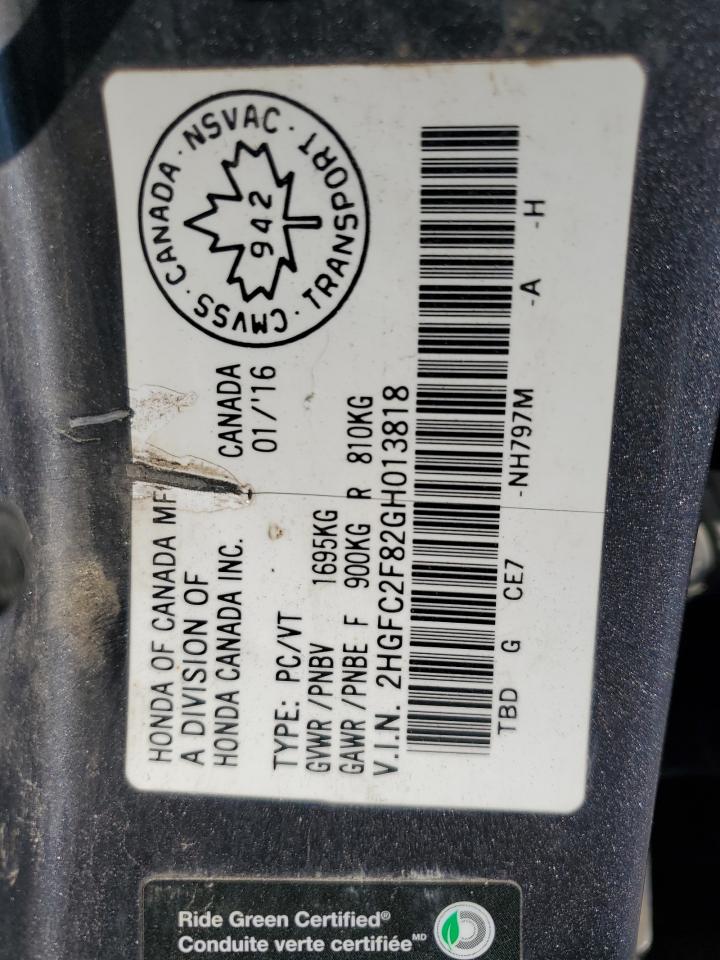 HONDA OF CANADA MFG
A DIVISION OF
HONDA CANADA INC.
CANADA
01/'16
TYPE: PC/VT
GVWR/PNBV 1695KG
GAWR/PNBE F 900KG R 810KG
V.I.N. 2HGFC2F82GH013818
TBD G CE7 -NH797M -A -H
CMVSS · CANADA · NSVAC · TRANSPORT ·
942
Ride Green Certified®
Conduite verte certifiée MD